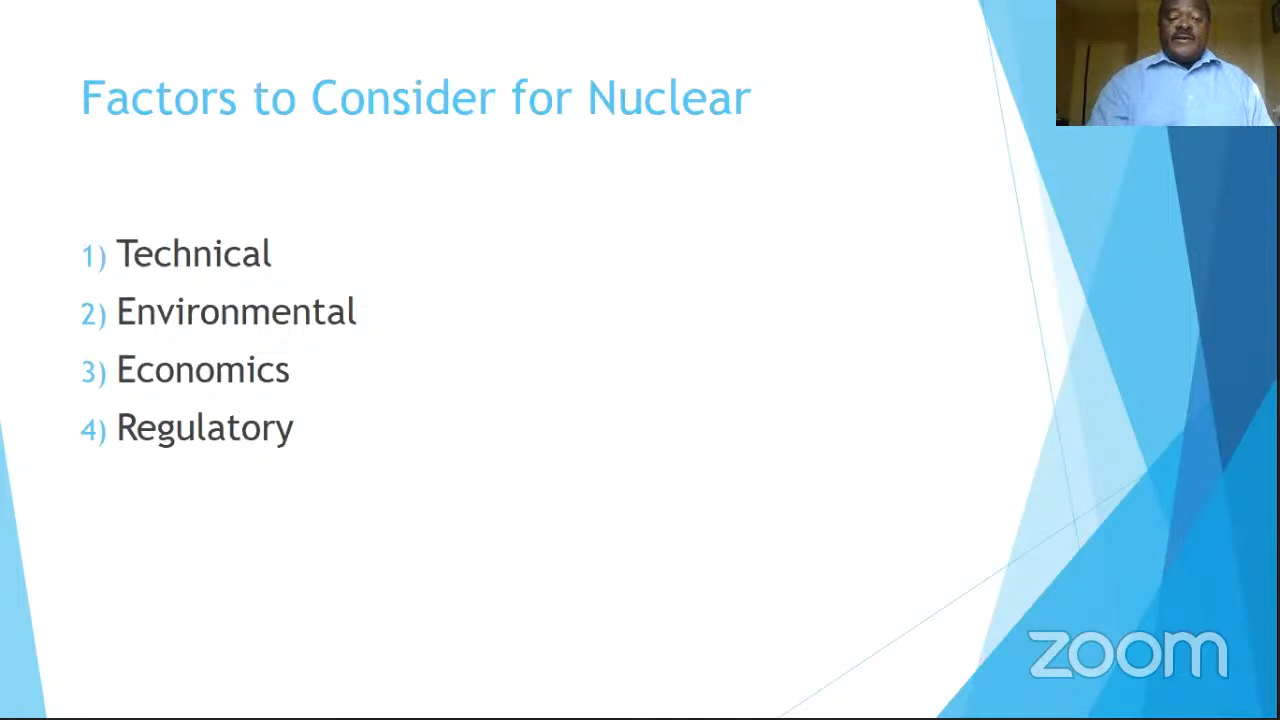 Factors to Consider for Nuclear
1) Technical
2) Environmental
3) Economics
4) Regulatory
zoom